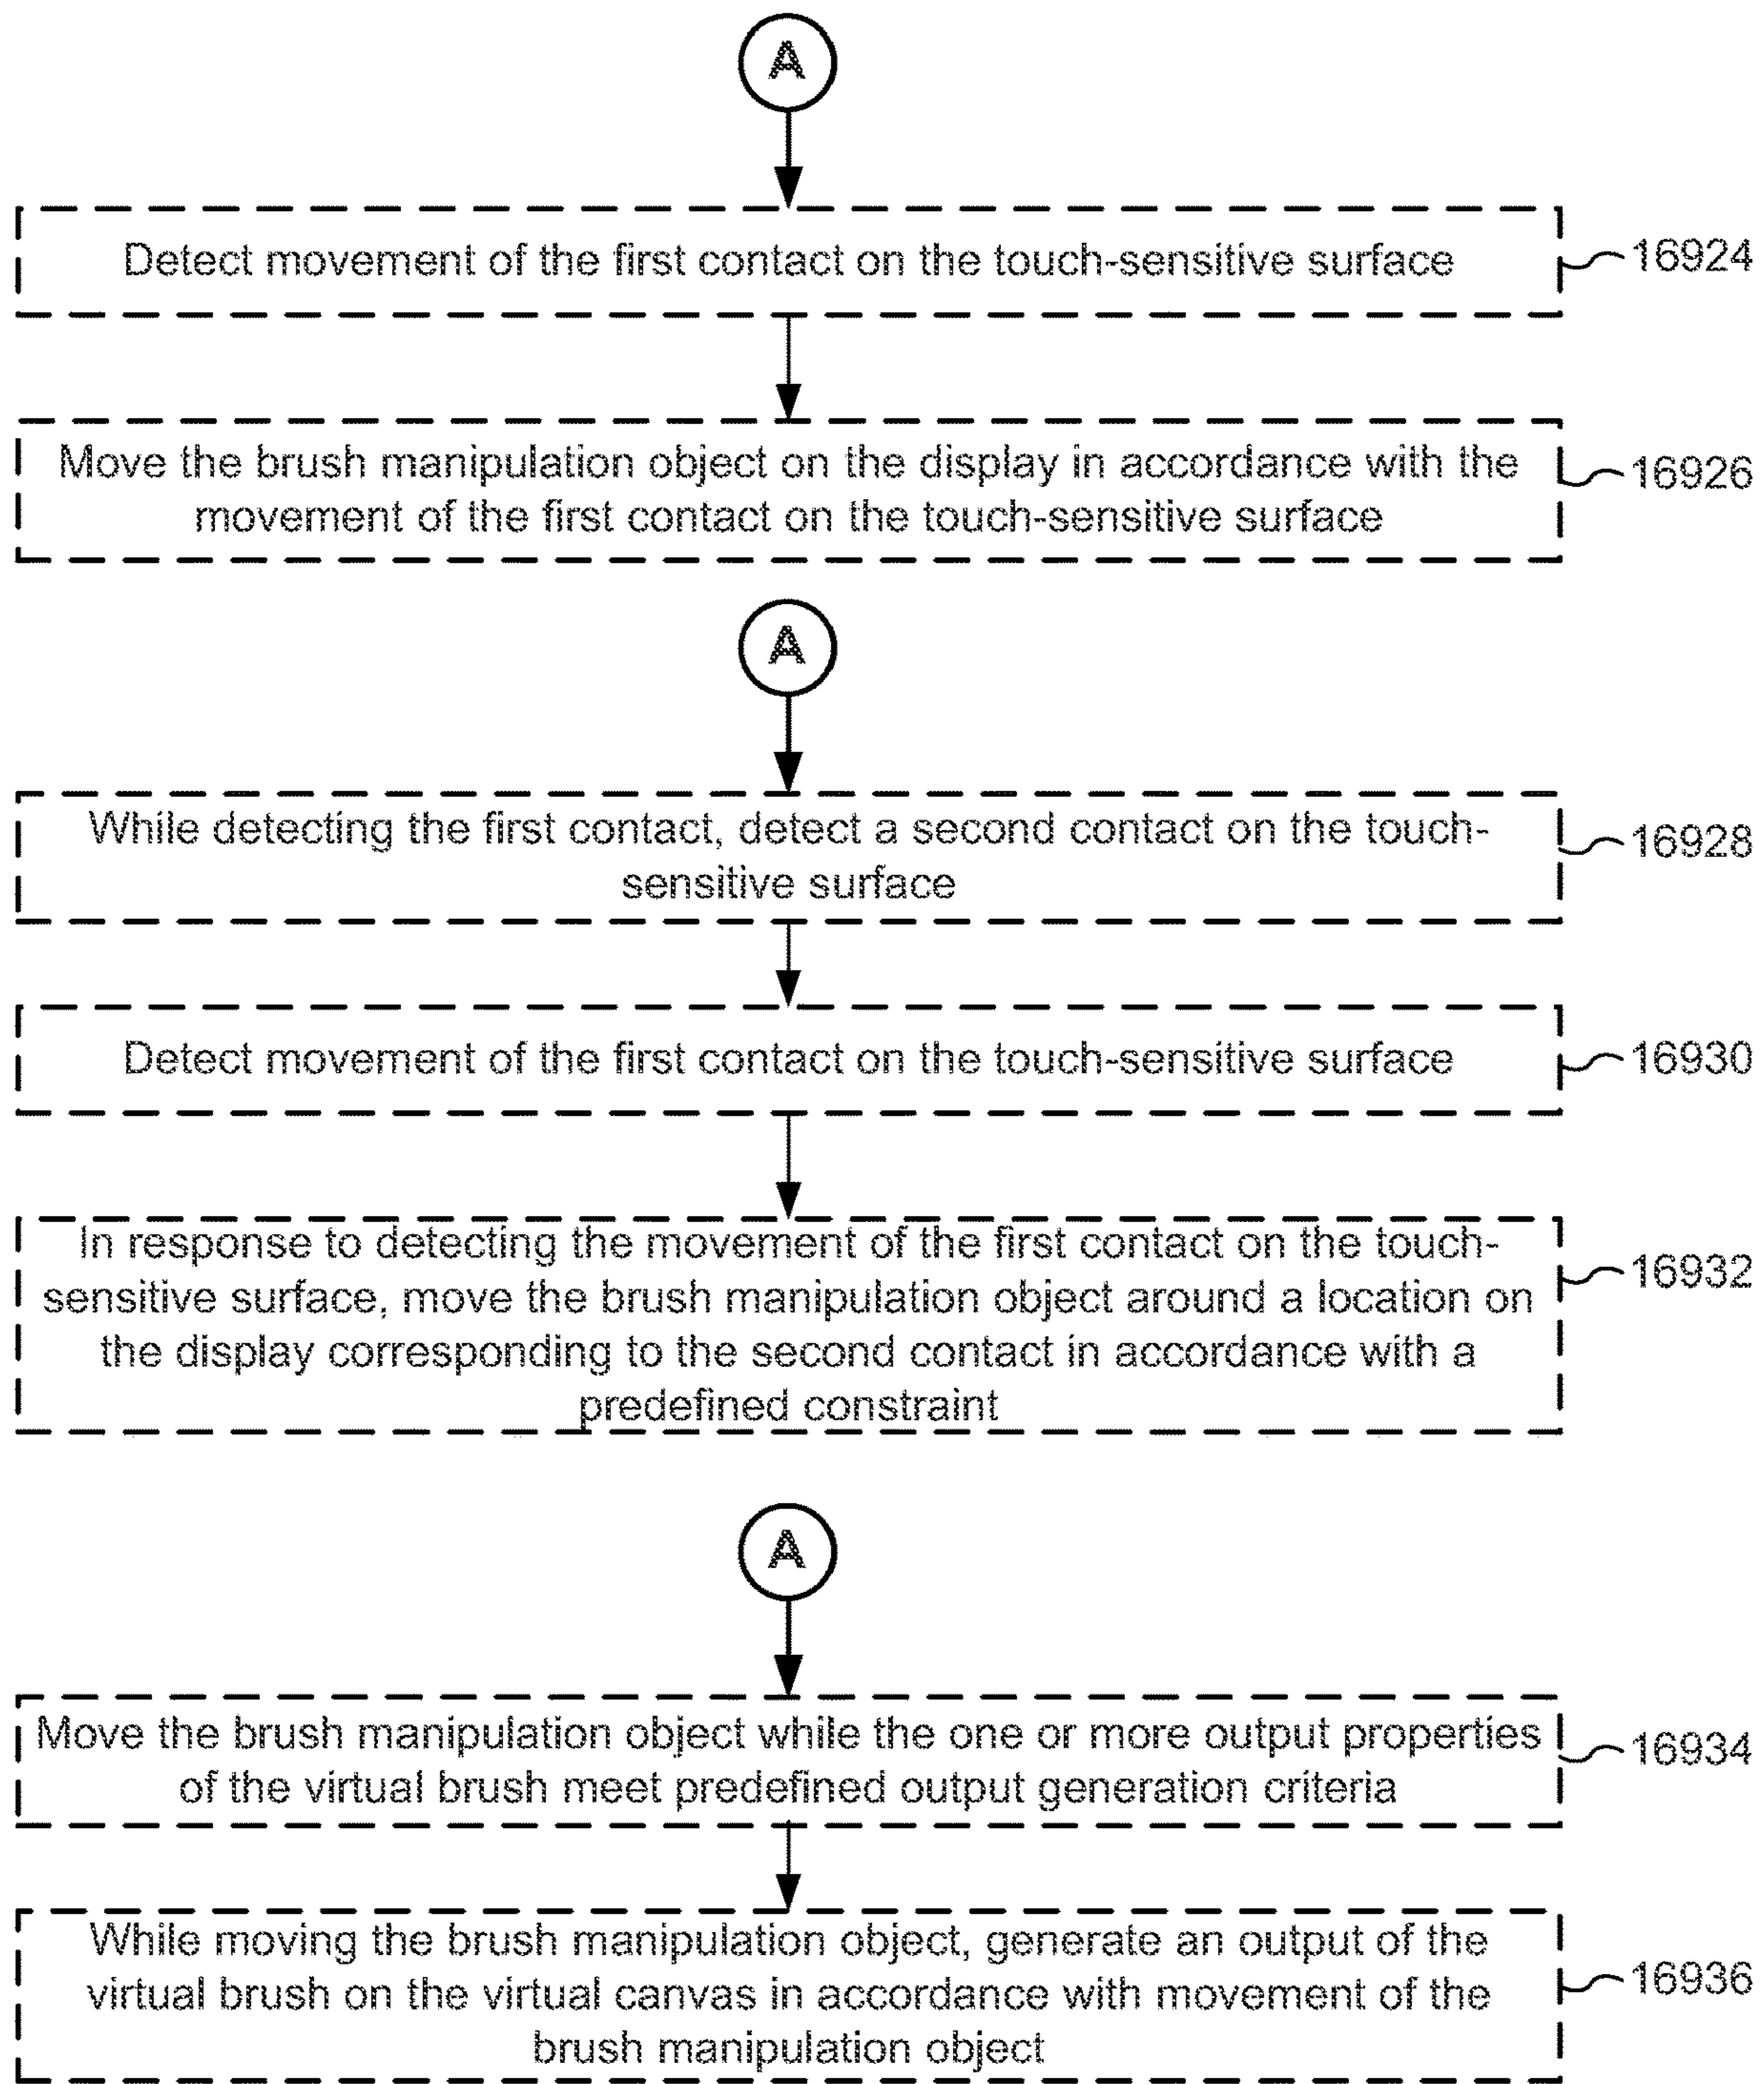 A
Detect movement of the first contact on the touch-sensitive surface
16924
Move the brush manipulation object on the display in accordance with the
movement of the first contact on the touch-sensitive surface
16926
A
While detecting the first contact, detect a second contact on the touch-
sensitive surface
16928
Detect movement of the first contact on the touch-sensitive surface
16930
In response to detecting the movement of the first contact on the touch-
sensitive surface, move the brush manipulation object around a location on
the display corresponding to the second contact in accordance with a
predefined constraint
16932
A
Move the brush manipulation object while the one or more output properties
of the virtual brush meet predefined output generation criteria
16934
While moving the brush manipulation object, generate an output of the
virtual brush on the virtual canvas in accordance with movement of the
brush manipulation object
16936